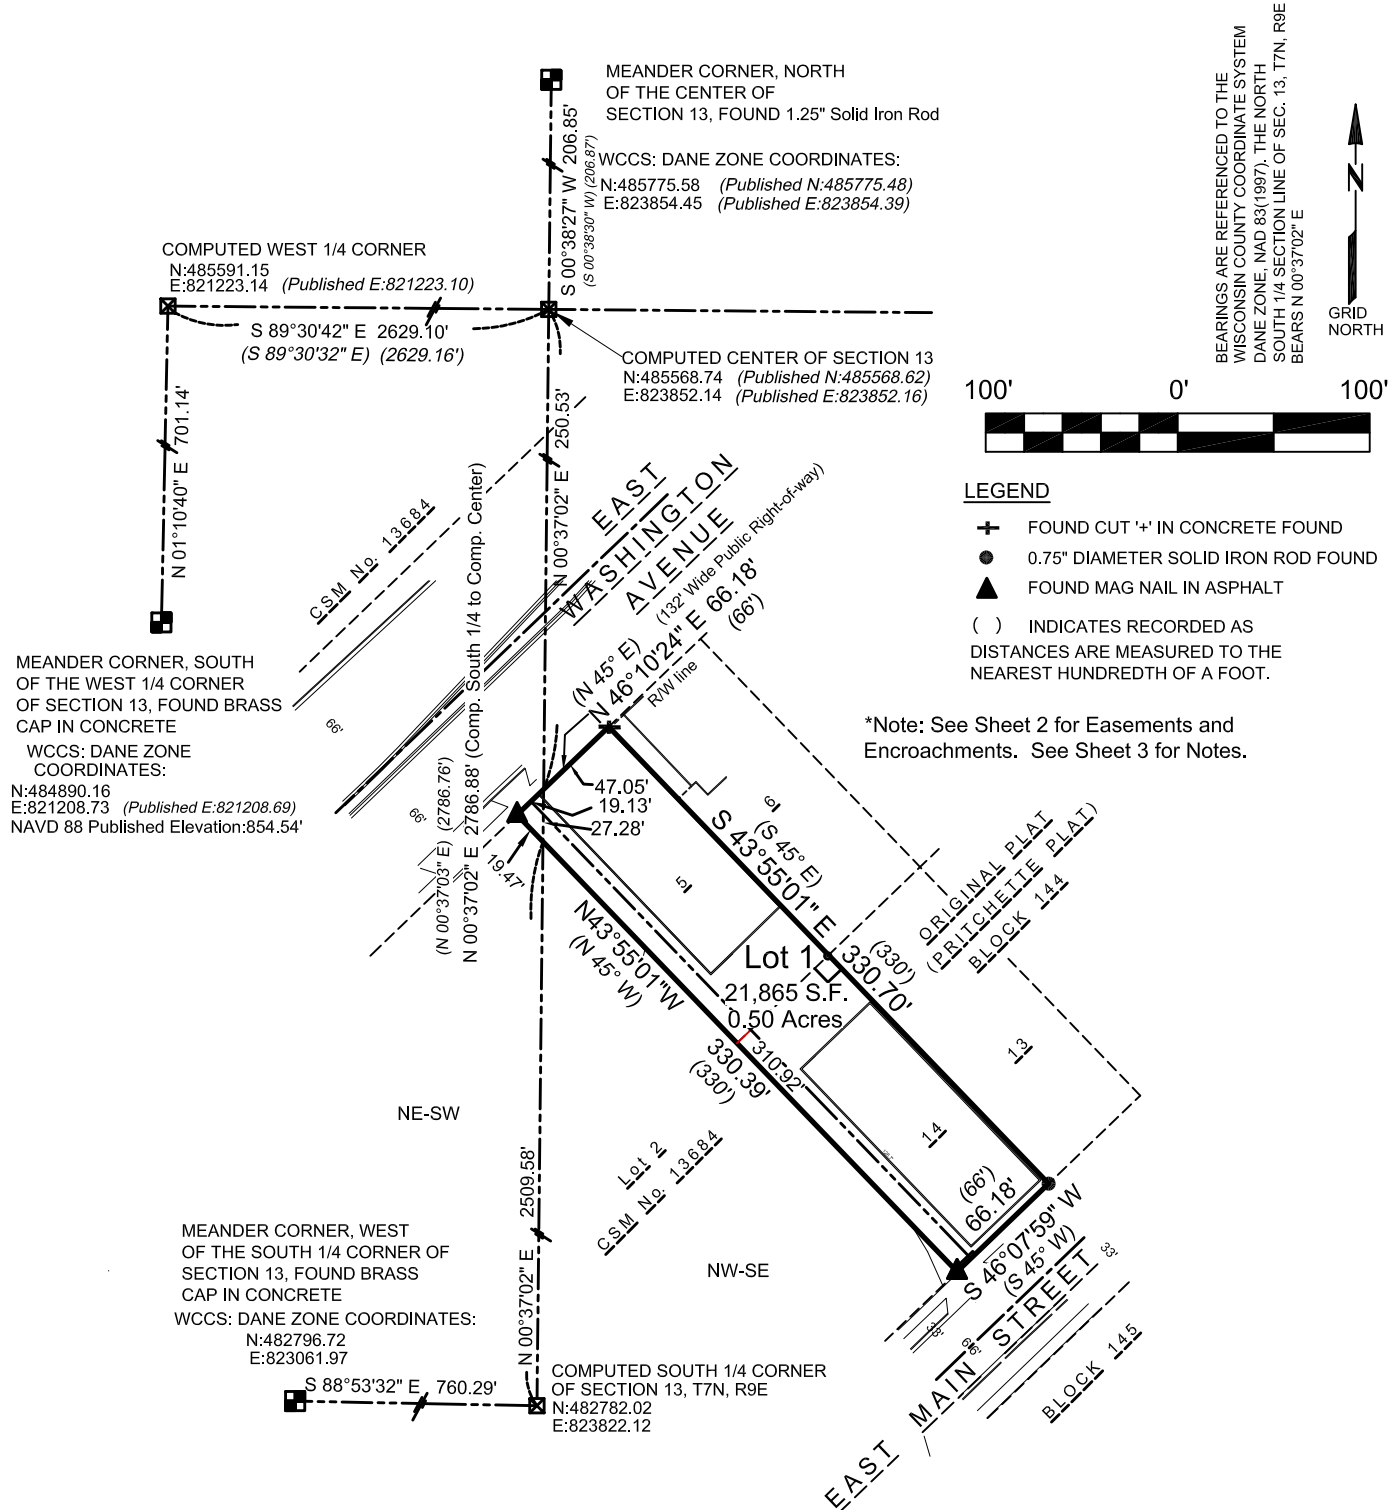 MEANDER CORNER, NORTH
OF THE CENTER OF
SECTION 13, FOUND 1.25" Solid Iron Rod
WCCS: DANE ZONE COORDINATES:
N:485775.58 (Published N:485775.48)
E:823854.45 (Published E:823854.39)
S 00°38'27" W 206.85'
(S 00°38'30" W) (206.87')
BEARINGS ARE REFERENCED TO THE
WISCONSIN COUNTY COORDINATE SYSTEM
DANE ZONE, NAD 83(1997). THE NORTH
SOUTH 1/4 SECTION LINE OF SEC. 13, T7N, R9E
BEARS N 00°37'02" E
N
GRID
NORTH
COMPUTED WEST 1/4 CORNER
N:485591.15
E:821223.14 (Published E:821223.10)
S 89°30'42" E 2629.10'
(S 89°30'32" E) (2629.16')
COMPUTED CENTER OF SECTION 13
N:485568.74 (Published N:485568.62)
E:823852.14 (Published E:823852.16)
100' 0' 100'
LEGEND
FOUND CUT '+' IN CONCRETE FOUND
0.75" DIAMETER SOLID IRON ROD FOUND
FOUND MAG NAIL IN ASPHALT
( ) INDICATES RECORDED AS
DISTANCES ARE MEASURED TO THE
NEAREST HUNDREDTH OF A FOOT.
*Note: See Sheet 2 for Easements and
Encroachments. See Sheet 3 for Notes.
N 01°10'40" E 701.14'
CSM No. 13684
N 00°37'02" E 250.53'
EAST
WASHINGTON
AVENUE
(132' Wide Public Right-of-way)
(N 45° E)
N 46°10'24" E 66.18'
(66')
R/W line
MEANDER CORNER, SOUTH
OF THE WEST 1/4 CORNER
OF SECTION 13, FOUND BRASS
CAP IN CONCRETE
WCCS: DANE ZONE
COORDINATES:
N:484890.16
E:821208.73 (Published E:821208.69)
NAVD 88 Published Elevation:854.54'
66'
66'
(N 00°37'03" E) (2786.76')
N 00°37'02" E 2786.88' (Comp. South 1/4 to Comp. Center)
47.05'
19.13'
27.28'
19.47'
5
6
S 43°55'01" E 330.70'
(S 45° E)
(330')
ORIGINAL PLAT
(PRITCHETTE PLAT)
BLOCK 144
Lot 1
21,865 S.F.
0.50 Acres
N43°55'01"W
(N 45° W)
330.39'
(330')
310.92'
13
14
NE-SW
Lot 2
CSM No. 13684
NW-SE
(66')
66.18'
S 46°07'59" W
(S 45° W)
33'
33'
66'
EAST MAIN STREET
BLOCK 145
N 00°37'02" E 2509.58'
MEANDER CORNER, WEST
OF THE SOUTH 1/4 CORNER OF
SECTION 13, FOUND BRASS
CAP IN CONCRETE
WCCS: DANE ZONE COORDINATES:
N:482796.72
E:823061.97
S 88°53'32" E 760.29'
COMPUTED SOUTH 1/4 CORNER
OF SECTION 13, T7N, R9E
N:482782.02
E:823822.12